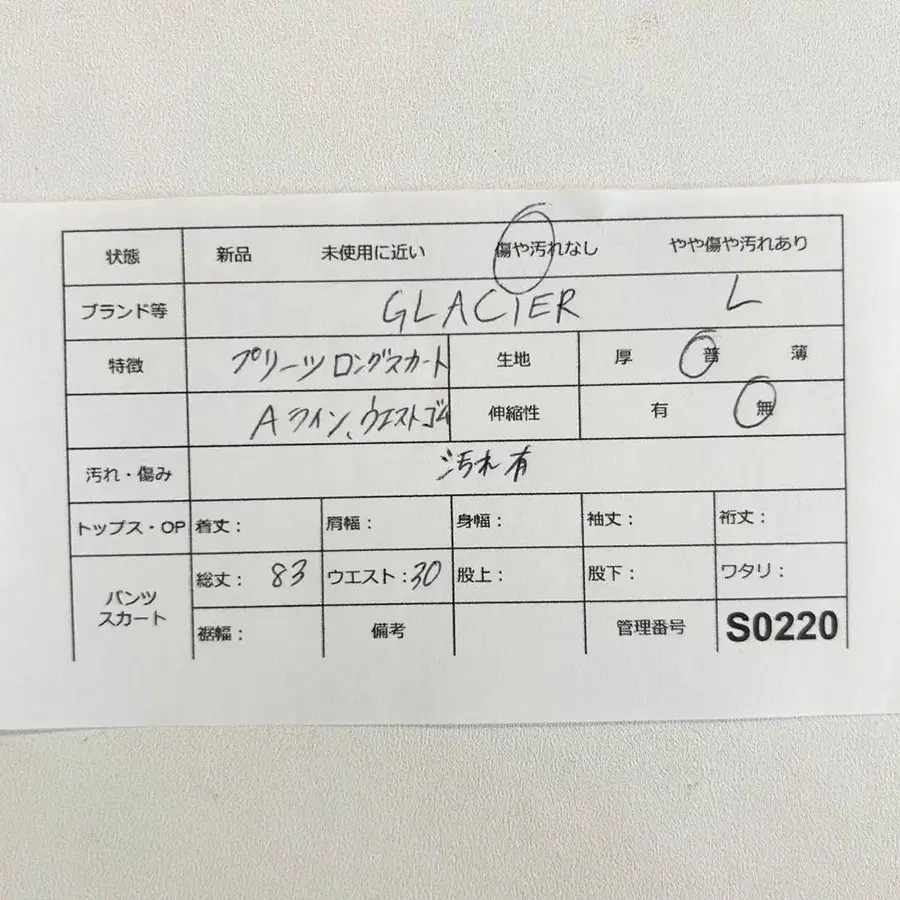 状態 新品 未使用に近い 傷や汚れなし やや傷や汚れあり
ブランド等 GLACIER L
特徴 プリーツロングスカート 生地 厚 普 薄
Aライン、ウエストゴム 伸縮性 有 無
汚れ・傷み 汚れ有
トップス・OP 着丈： 肩幅： 身幅： 袖丈： 裄丈：
パンツ スカート 総丈： 83 ウエスト：30 股上： 股下： ワタリ：
裾幅： 備考 管理番号 S0220